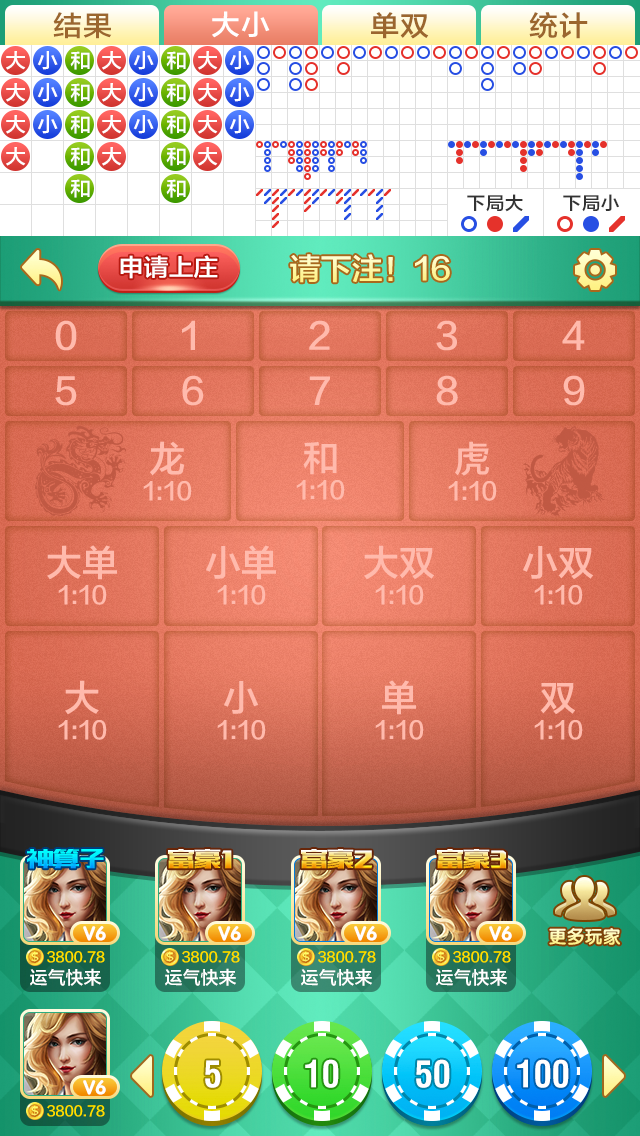 结果 大小 单双 统计
大 小 和 大 小 和 大 小
大 小 和 大 小 和 大 小
大 小 和 大 小 和 大 小
大 和 大 和 大
和 和
下局大 下局小
申请上庄 请下注！16
0 1 2 3 4
5 6 7 8 9
龙 和 虎
1:10 1:10 1:10
大单 小单 大双 小双
1:10 1:10 1:10 1:10
大 小 单 双
1:10 1:10 1:10 1:10
神算子 富豪1 富豪2 富豪3
V6 V6 V6 V6
更多玩家
3800.78 3800.78 3800.78 3800.78
运气快来 运气快来 运气快来 运气快来
V6 5 10 50 100
3800.78